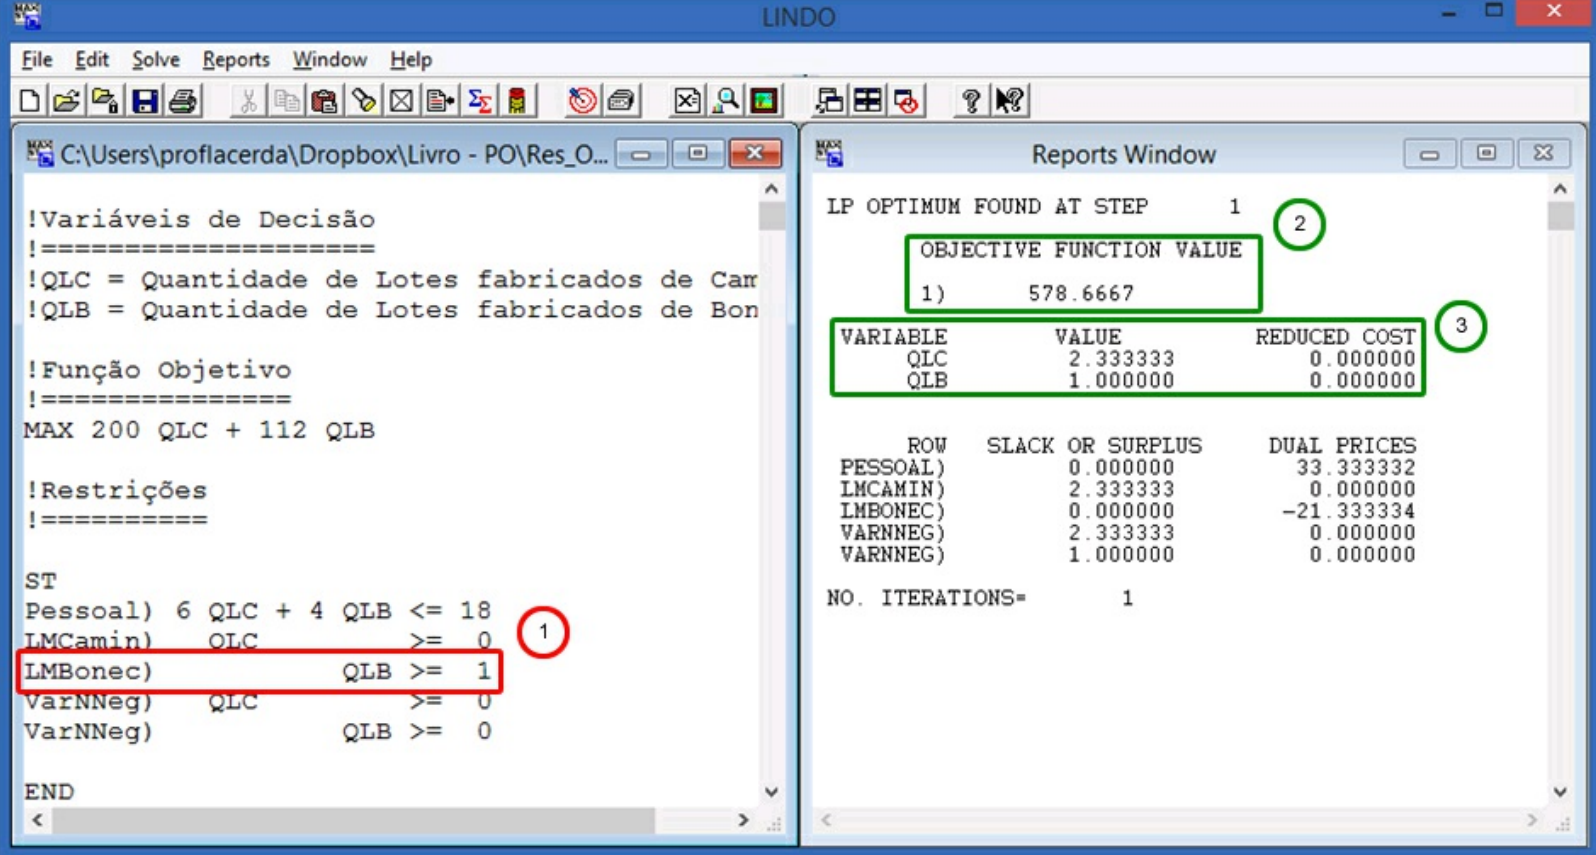 LINDO
File Edit Solve Reports Window Help
C:\Users\proflacerda\Dropbox\Livro - PO\Res_O...
!Variáveis de Decisão
!====================
!QLC = Quantidade de Lotes fabricados de Cam
!QLB = Quantidade de Lotes fabricados de Bon
!Função Objetivo
!===============
MAX 200 QLC + 112 QLB
!Restrições
!==========
ST
Pessoal) 6 QLC + 4 QLB <= 18
LMCamin) QLC >= 0
1
LMBonec) QLB >= 1
VarNNeg) QLC >= 0
VarNNeg) QLB >= 0
END
Reports Window
LP OPTIMUM FOUND AT STEP 1
2
OBJECTIVE FUNCTION VALUE
1) 578.6667
3
VARIABLE VALUE REDUCED COST
QLC 2.333333 0.000000
QLB 1.000000 0.000000
ROW SLACK OR SURPLUS DUAL PRICES
PESSOAL) 0.000000 33.333332
LMCAMIN) 2.333333 0.000000
LMBONEC) 0.000000 -21.333334
VARNNEG) 2.333333 0.000000
VARNNEG) 1.000000 0.000000
NO. ITERATIONS= 1